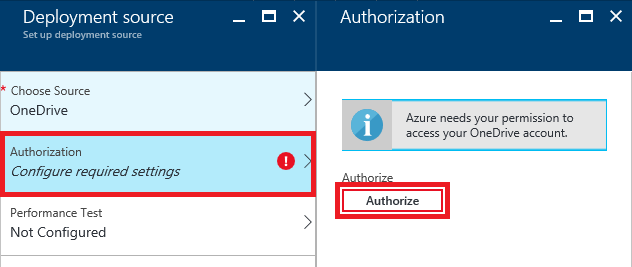 Deployment source
Set up deployment source
* Choose Source
OneDrive
Authorization
Configure required settings
Performance Test
Not Configured
Authorization
Azure needs your permission to
access your OneDrive account.
Authorize
Authorize